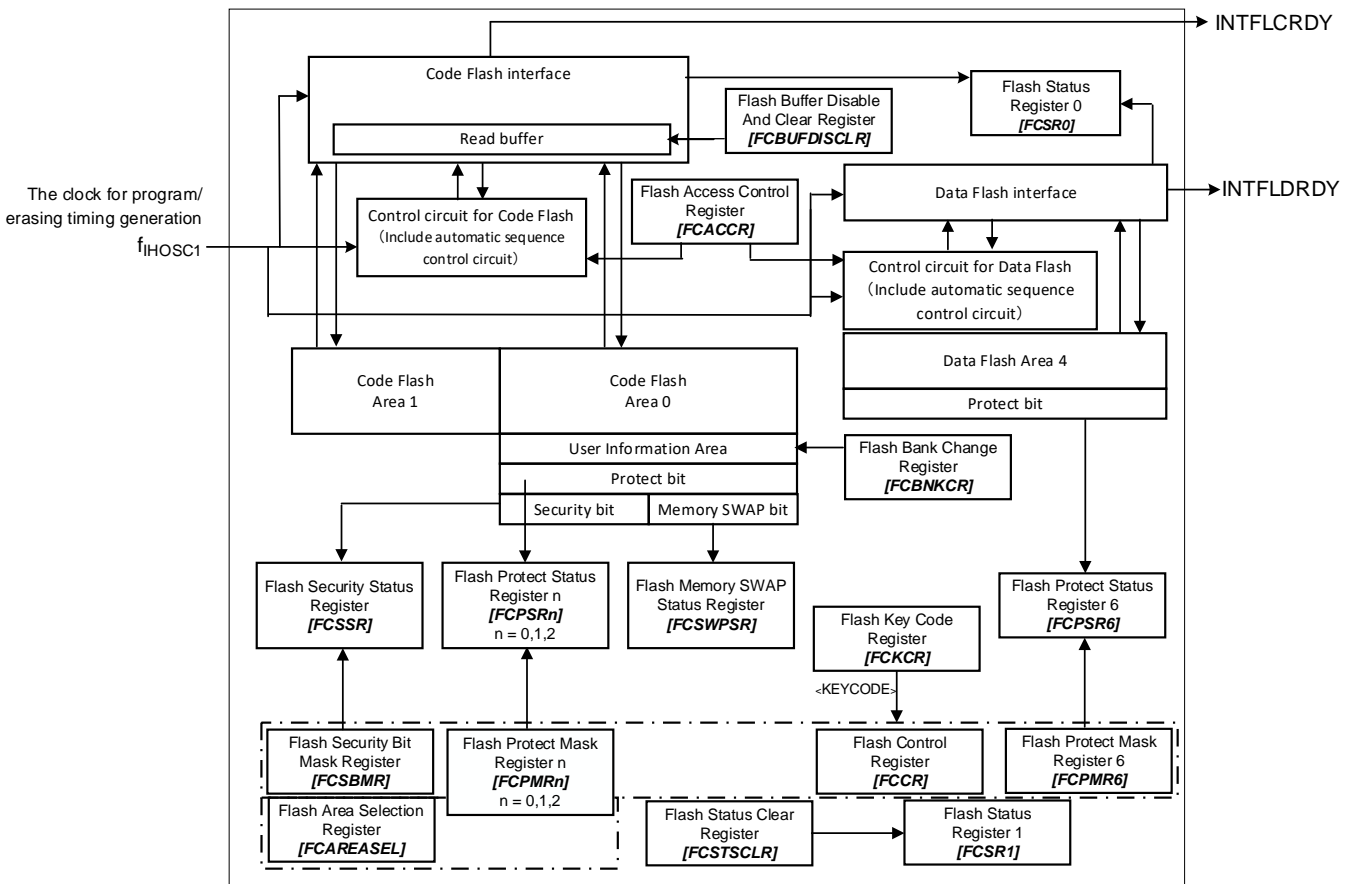 INTFLCRDY
Code Flash interface
Read buffer
Flash Buffer Disable
And Clear Register
[FCBUFDISCLR]
Flash Status
Register 0
[FCSR0]
The clock for program/
erasing timing generation
fIHOSC1
Control circuit for Code Flash
（Include automatic sequence
control circuit）
Flash Access Control
Register
[FCACCR]
Data Flash interface
INTFLDRDY
Control circuit for Data Flash
（Include automatic sequence
control circuit）
Code Flash
Area 1
Code Flash
Area 0
Data Flash Area 4
Protect bit
User Information Area
Protect bit
Security bit
Memory SWAP bit
Flash Bank Change
Register
[FCBNKCR]
Flash Security Status
Register
[FCSSR]
Flash Protect Status
Register n
[FCPSRn]
n = 0,1,2
Flash Memory SWAP
Status Register
[FCSWPSR]
Flash Key Code
Register
[FCKCR]
Flash Protect Status
Register 6
[FCPSR6]
<KEYCODE>
Flash Security Bit
Mask Register
[FCSBMR]
Flash Protect Mask
Register n
[FCPMRn]
n = 0,1,2
Flash Control
Register
[FCCR]
Flash Protect Mask
Register 6
[FCPMR6]
Flash Area Selection
Register
[FCAREASEL]
Flash Status Clear
Register
[FCSTSCLR]
Flash Status
Register 1
[FCSR1]